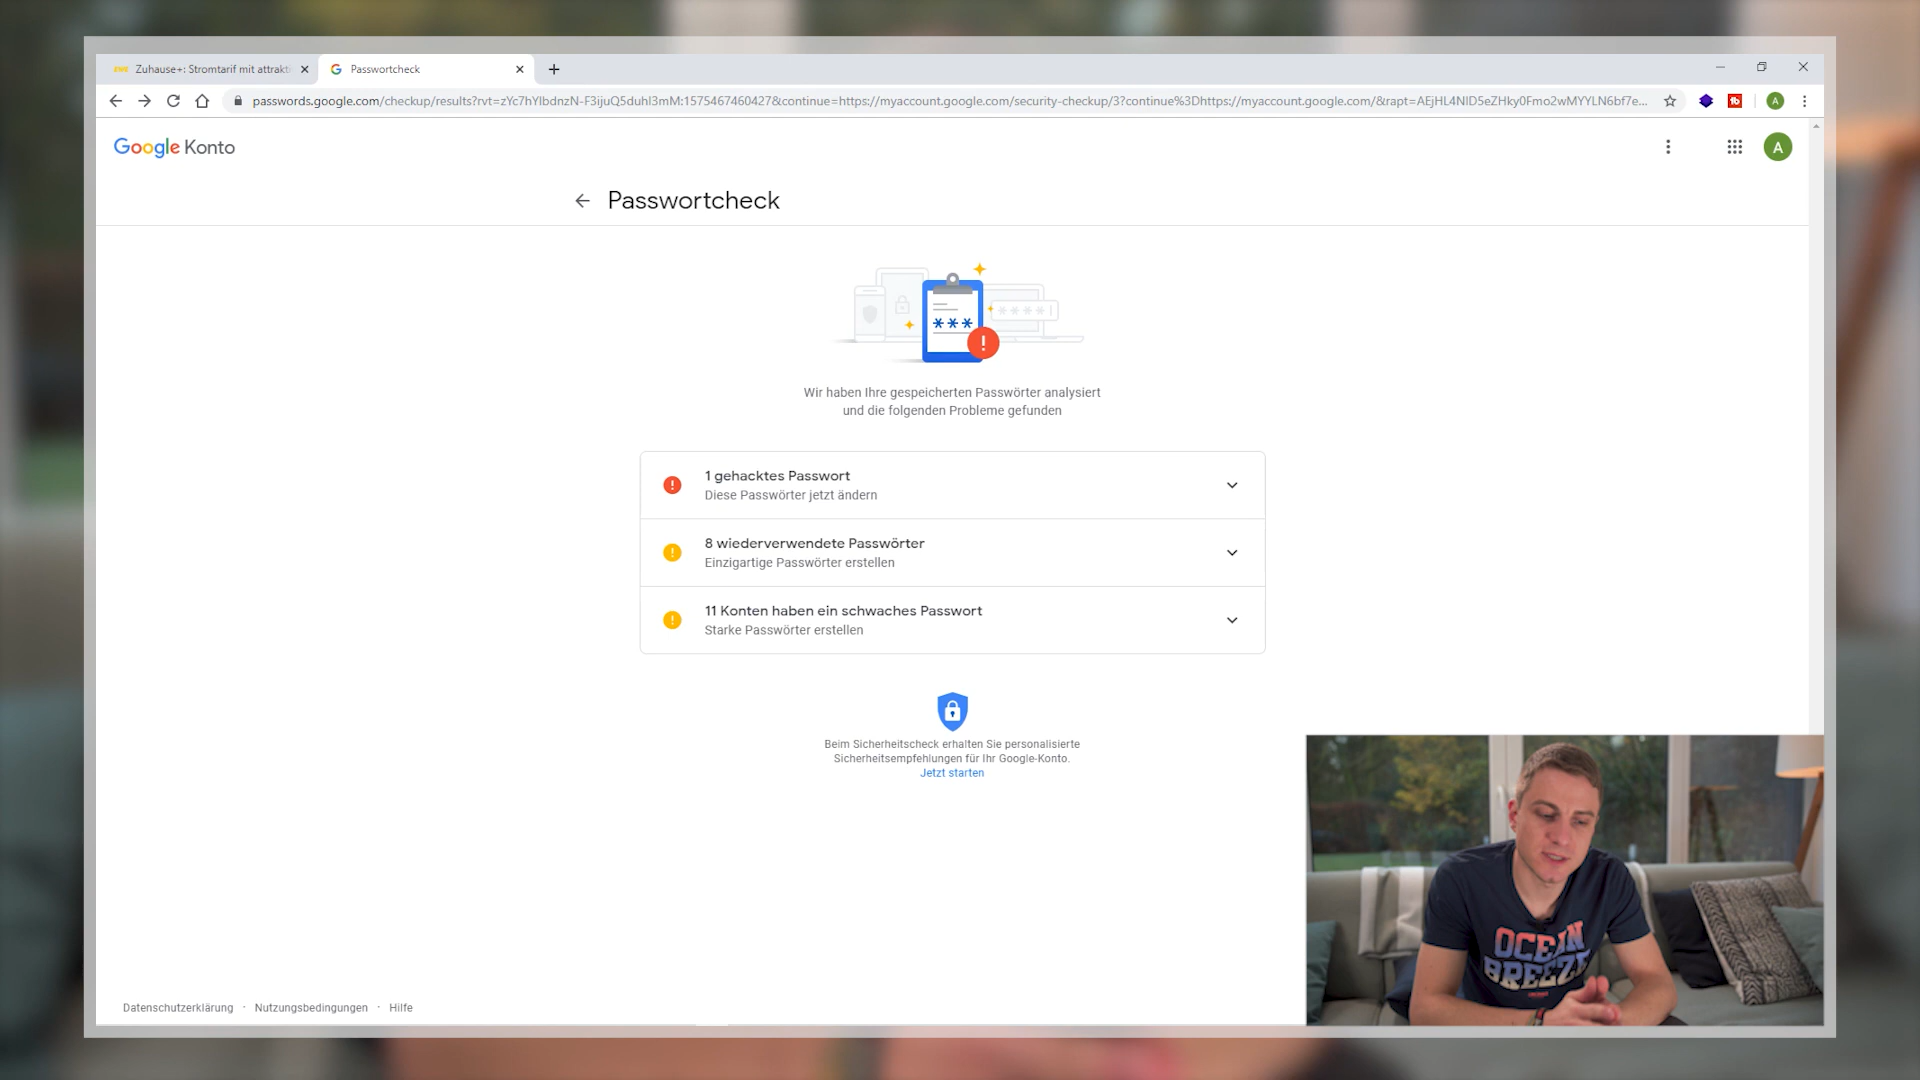 Zuhause+: Stromtarif mit attrakti
Passwortcheck
passwords.google.com/checkup/results?rvt=zYc7hYlbdnzN-F3ijuQ5duhI3mM:1575467460427&continue=https://myaccount.google.com/security-checkup/3?continue%3Dhttps://myaccount.google.com/&rapt=AEjHL4NID5eZHky0Fmo2wMYYLN6bf7e...
A
Google Konto
A
Passwortcheck
***
****
Wir haben Ihre gespeicherten Passwörter analysiert
und die folgenden Probleme gefunden
1 gehacktes Passwort
Diese Passwörter jetzt ändern
8 wiederverwendete Passwörter
Einzigartige Passwörter erstellen
11 Konten haben ein schwaches Passwort
Starke Passwörter erstellen
Beim Sicherheitscheck erhalten Sie personalisierte
Sicherheitsempfehlungen für Ihr Google-Konto.
Jetzt starten
OCEAN
BREEZE
Datenschutzerklärung · Nutzungsbedingungen · Hilfe